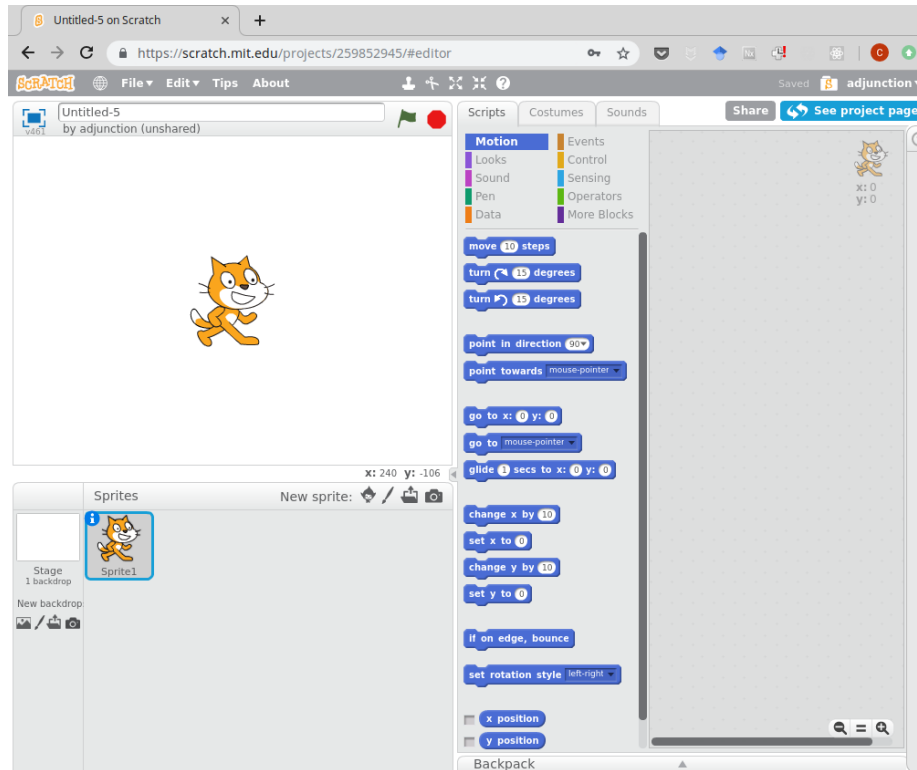 Untitled-5 on Scratch
https://scratch.mit.edu/projects/259852945/#editor
C
SCRATCH File Edit Tips About
Saved adjunction
Untitled-5
by adjunction (unshared)
v461
Scripts Costumes Sounds
Share See project page
Motion Events
Looks Control
Sound Sensing
Pen Operators
Data More Blocks
x: 0
y: 0
move 10 steps
turn 15 degrees
turn 15 degrees
point in direction 90
point towards mouse-pointer
go to x: 0 y: 0
go to mouse-pointer
glide 1 secs to x: 0 y: 0
change x by 10
set x to 0
change y by 10
set y to 0
if on edge, bounce
set rotation style left-right
x position
y position
x: 240 y: -106
Sprites New sprite:
Sprite1
Stage
1 backdrop
New backdrop:
Backpack